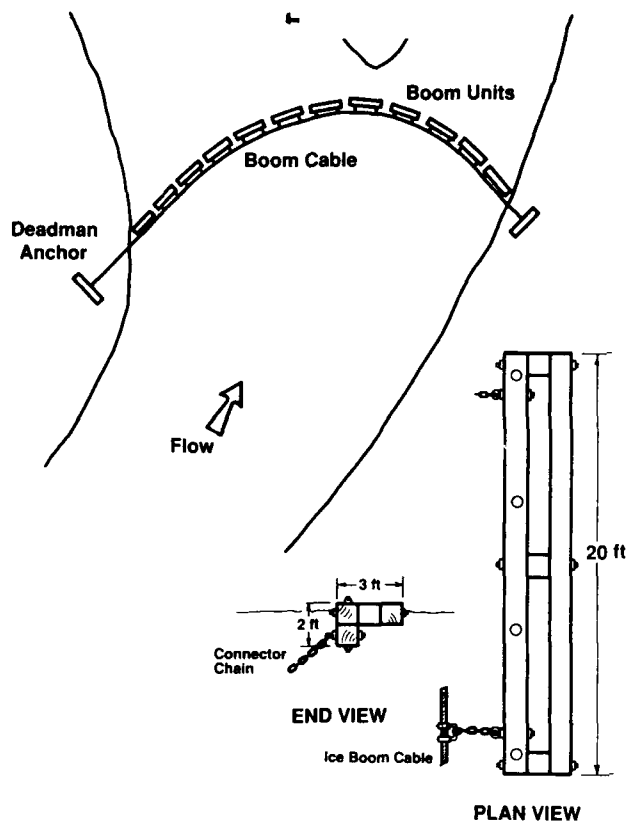 Boom Units
Boom Cable
Deadman
Anchor
Flow
20 ft
3 ft
2 ft
Connector
Chain
END VIEW
Ice Boom Cable
PLAN VIEW